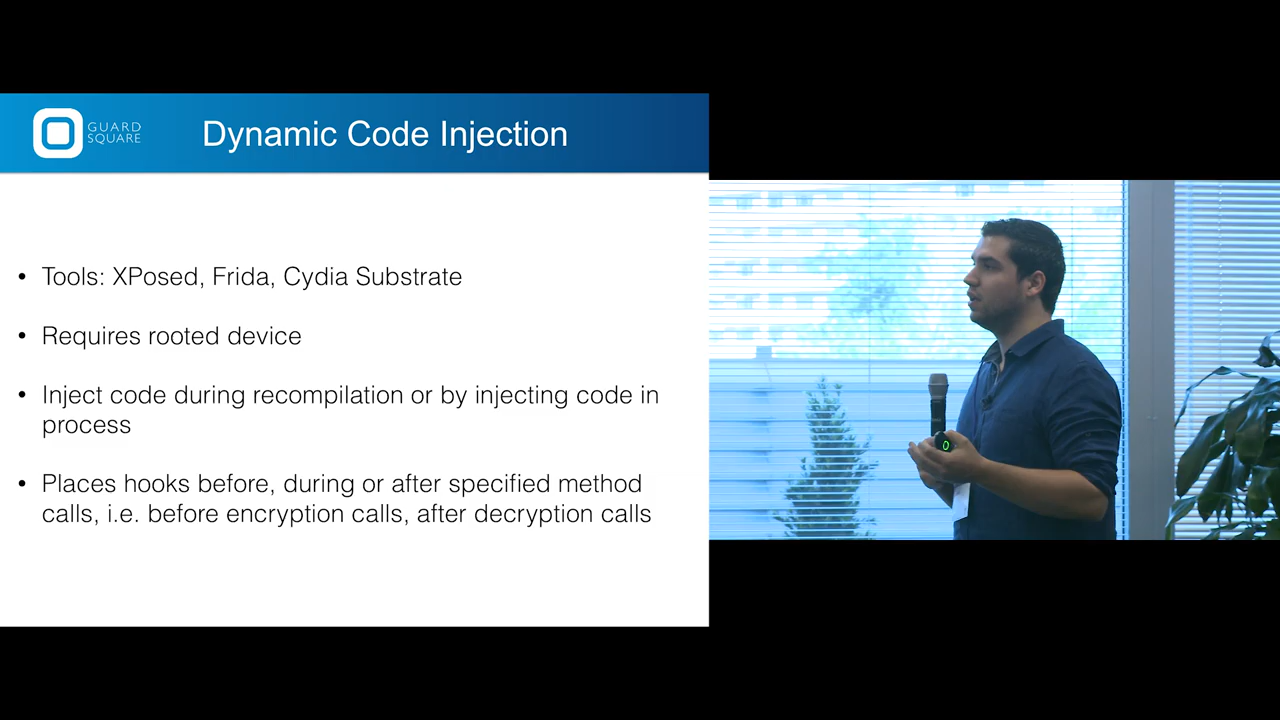 GUARD
SQUARE
Dynamic Code Injection
• Tools: XPosed, Frida, Cydia Substrate
• Requires rooted device
• Inject code during recompilation or by injecting code in
process
• Places hooks before, during or after specified method
calls, i.e. before encryption calls, after decryption calls